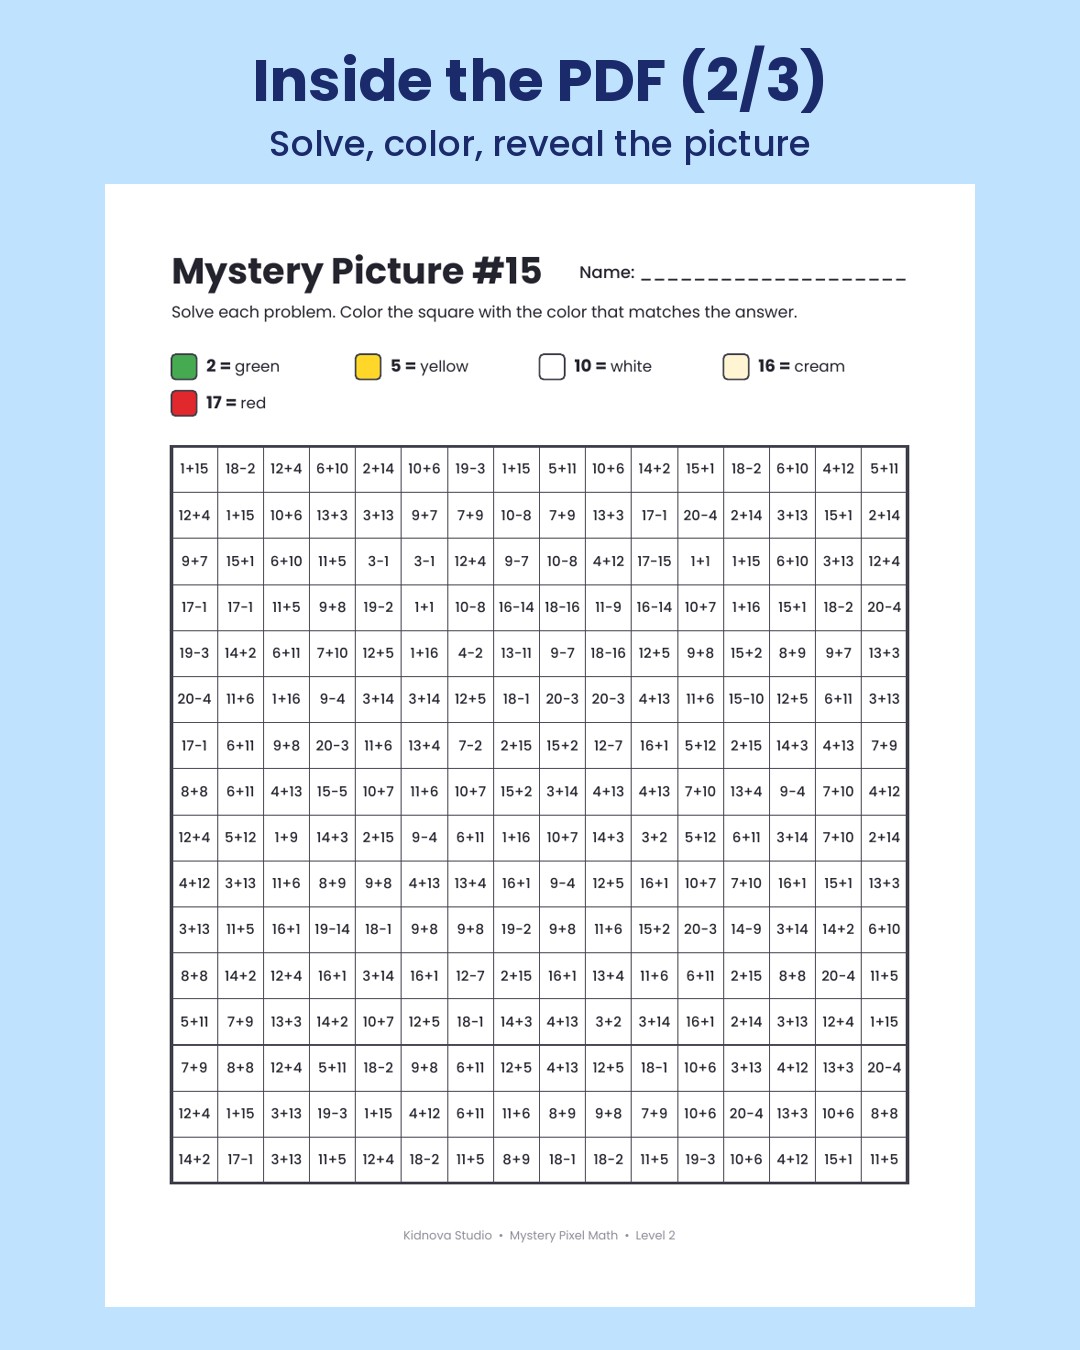 Inside the PDF (2/3)
Solve, color, reveal the picture
Mystery Picture #15 Name: ____________________
Solve each problem. Color the square with the color that matches the answer.
2 = green 5 = yellow 10 = white 16 = cream
17 = red
1+15 18-2 12+4 6+10 2+14 10+6 19-3 1+15 5+11 10+6 14+2 15+1 18-2 6+10 4+12 5+11
12+4 1+15 10+6 13+3 3+13 9+7 7+9 10-8 7+9 13+3 17-1 20-4 2+14 3+13 15+1 2+14
9+7 15+1 6+10 11+5 3-1 3-1 12+4 9-7 10-8 4+12 17-15 1+1 1+15 6+10 3+13 12+4
17-1 17-1 11+5 9+8 19-2 1+1 10-8 16-14 18-16 11-9 16-14 10+7 1+16 15+1 18-2 20-4
19-3 14+2 6+11 7+10 12+5 1+16 4-2 13-11 9-7 18-16 12+5 9+8 15+2 8+9 9+7 13+3
20-4 11+6 1+16 9-4 3+14 3+14 12+5 18-1 20-3 20-3 4+13 11+6 15-10 12+5 6+11 3+13
17-1 6+11 9+8 20-3 11+6 13+4 7-2 2+15 15+2 12-7 16+1 5+12 2+15 14+3 4+13 7+9
8+8 6+11 4+13 15-5 10+7 11+6 10+7 15+2 3+14 4+13 4+13 7+10 13+4 9-4 7+10 4+12
12+4 5+12 1+9 14+3 2+15 9-4 6+11 1+16 10+7 14+3 3+2 5+12 6+11 3+14 7+10 2+14
4+12 3+13 11+6 8+9 9+8 4+13 13+4 16+1 9-4 12+5 16+1 10+7 7+10 16+1 15+1 13+3
3+13 11+5 16+1 19-14 18-1 9+8 9+8 19-2 9+8 11+6 15+2 20-3 14-9 3+14 14+2 6+10
8+8 14+2 12+4 16+1 3+14 16+1 12-7 2+15 16+1 13+4 11+6 6+11 2+15 8+8 20-4 11+5
5+11 7+9 13+3 14+2 10+7 12+5 18-1 14+3 4+13 3+2 3+14 16+1 2+14 3+13 12+4 1+15
7+9 8+8 12+4 5+11 18-2 9+8 6+11 12+5 4+13 12+5 18-1 10+6 3+13 4+12 13+3 20-4
12+4 1+15 3+13 19-3 1+15 4+12 6+11 11+6 8+9 9+8 7+9 10+6 20-4 13+3 10+6 8+8
14+2 17-1 3+13 11+5 12+4 18-2 11+5 8+9 18-1 18-2 11+5 19-3 10+6 4+12 15+1 11+5
Kidnova Studio • Mystery Pixel Math • Level 2